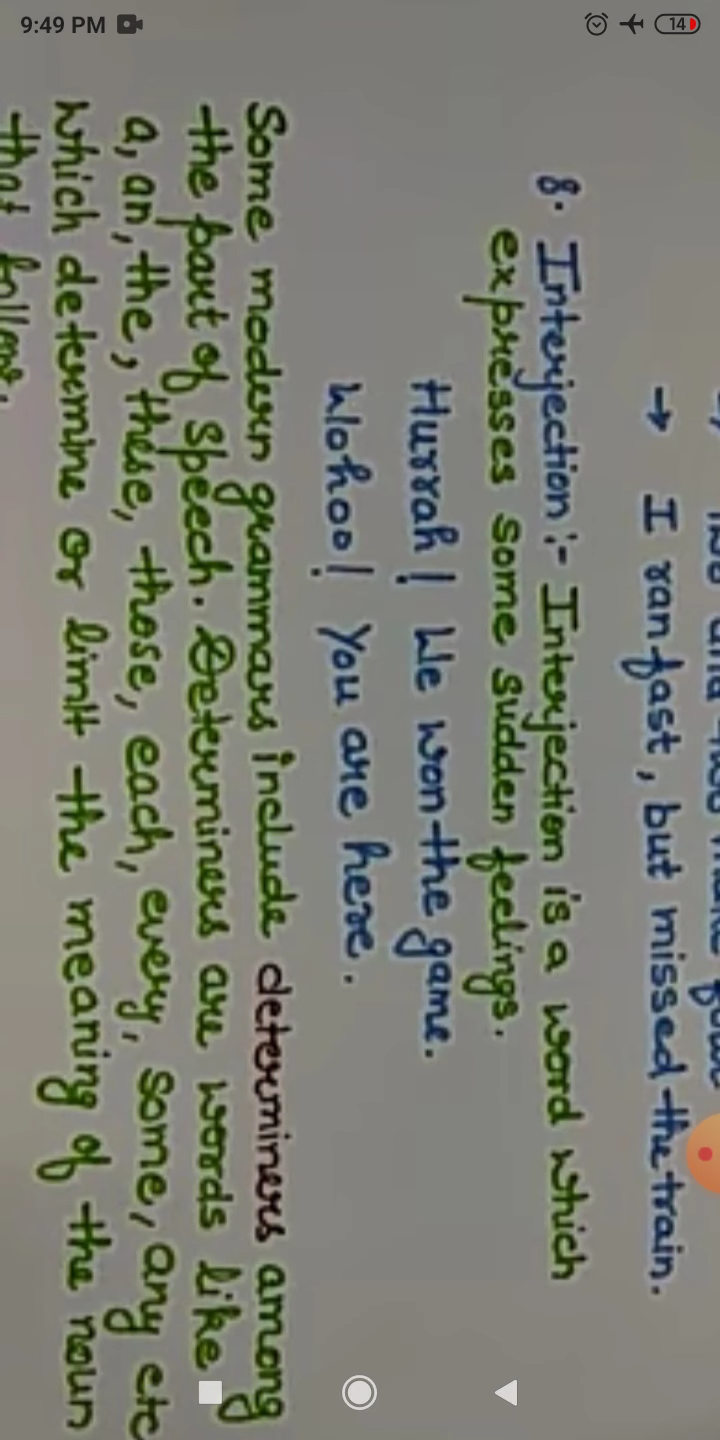 9:49 PM
14
→ I ran fast, but missed the train.
8. Interjection :- Interjection is a word which
expresses some sudden feelings.
Hurrah! We won the game.
Wohoo! You are here.
Some modern grammars include determiners among
the part of speech. Determiners are words like
a, an, the, these, those, each, every, some, any etc
which determine or limit the meaning of the noun
that follow.